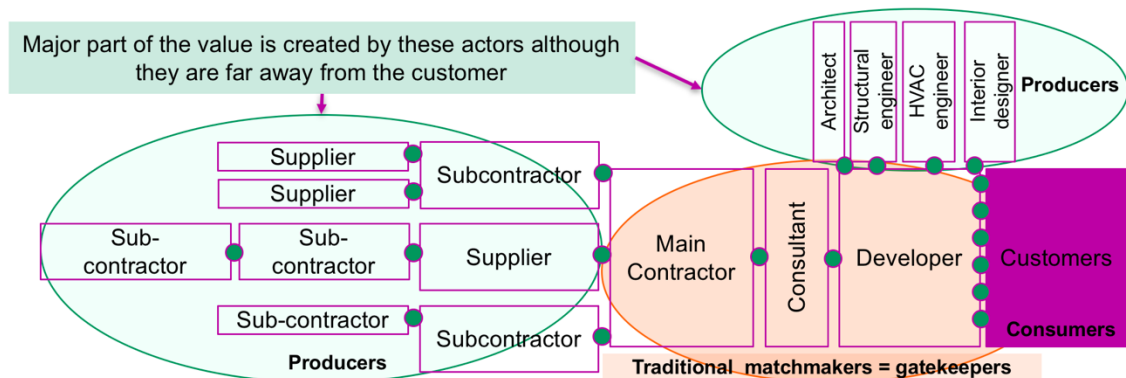 Major part of the value is created by these actors although
they are far away from the customer
Architect
Structural
engineer
HVAC
engineer
Interior
designer
Producers
Supplier
Supplier
Subcontractor
Sub-
contractor
Sub-
contractor
Supplier
Sub-contractor
Subcontractor
Producers
Main
Contractor
Consultant
Developer
Customers
Consumers
Traditional matchmakers = gatekeepers